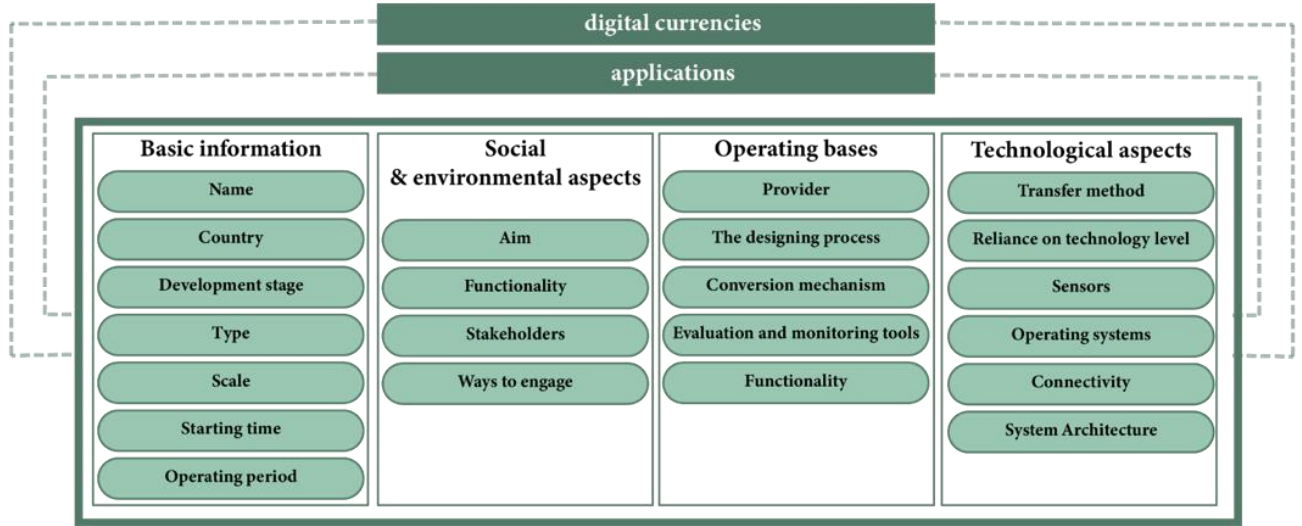 digital currencies
applications
Basic information
Name
Country
Development stage
Type
Scale
Starting time
Operating period
Social
& environmental aspects
Aim
Functionality
Stakeholders
Ways to engage
Operating bases
Provider
The designing process
Conversion mechanism
Evaluation and monitoring tools
Functionality
Technological aspects
Transfer method
Reliance on technology level
Sensors
Operating systems
Connectivity
System Architecture